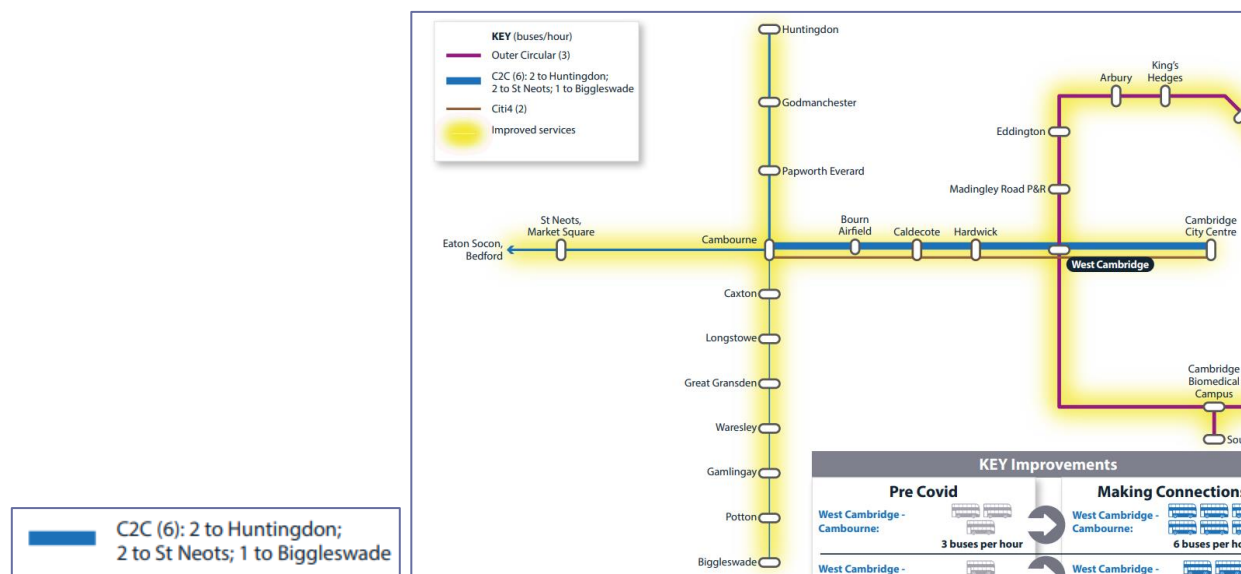 KEY (buses/hour)
Outer Circular (3)
C2C (6): 2 to Huntingdon;
2 to St Neots; 1 to Biggleswade
Citi4 (2)
Improved services
Huntingdon
Godmanchester
Papworth Everard
King's
Hedges
Arbury
Eddington
Madingley Road P&R
St Neots,
Market Square
Eaton Socon,
Bedford
Cambourne
Bourn
Airfield
Caldecote
Hardwick
West Cambridge
Cambridge
City Centre
Caxton
Longstowe
Great Gransden
Waresley
Gamlingay
Potton
Biggleswade
Cambridge
Biomedical
Campus
Sou
KEY Improvements
Pre Covid
West Cambridge -
Cambourne:
3 buses per hour
West Cambridge -
Making Connections
West Cambridge -
Cambourne:
6 buses per ho
West Cambridge -
C2C (6): 2 to Huntingdon;
2 to St Neots; 1 to Biggleswade